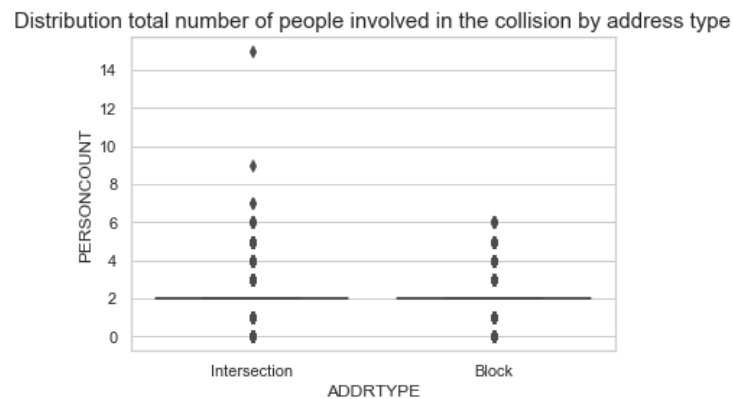 Distribution total number of people involved in the collision by address type
14
12
10
8
6
4
2
0
PERSONCOUNT
Intersection Block
ADDRTYPE